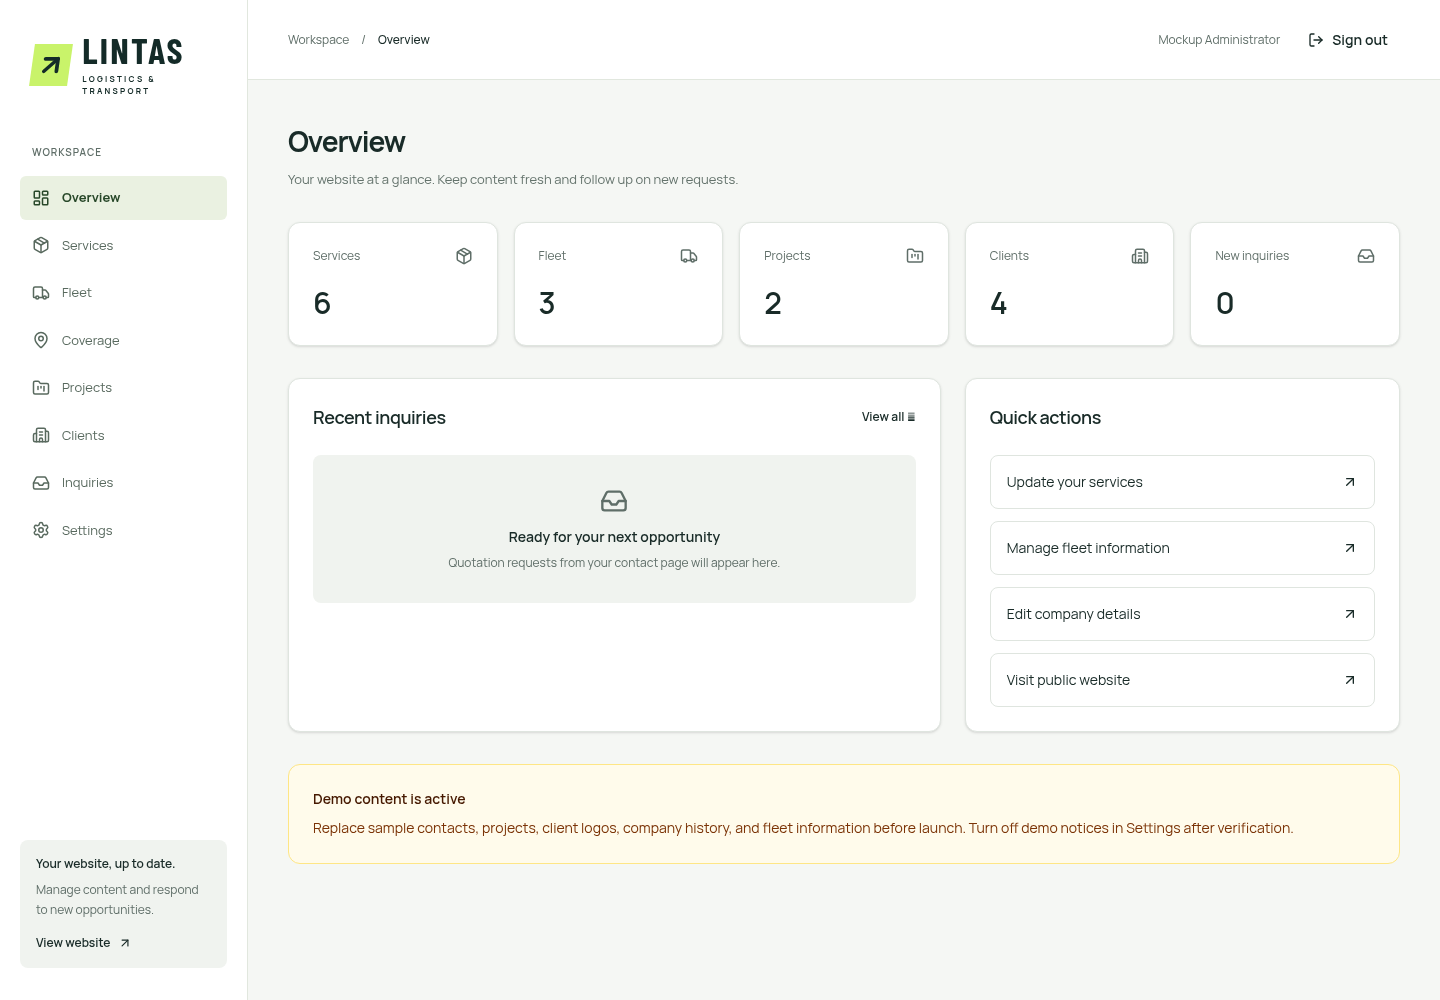 LINTAS
LOGISTICS &
TRANSPORT
WORKSPACE
Overview
Services
Fleet
Coverage
Projects
Clients
Inquiries
Settings
Your website, up to date.
Manage content and respond
to new opportunities.
View website
Workspace / Overview
Mockup Administrator
Sign out
Overview
Your website at a glance. Keep content fresh and follow up on new requests.
Services
6
Fleet
3
Projects
2
Clients
4
New inquiries
0
Recent inquiries
View all
Ready for your next opportunity
Quotation requests from your contact page will appear here.
Quick actions
Update your services
Manage fleet information
Edit company details
Visit public website
Demo content is active
Replace sample contacts, projects, client logos, company history, and fleet information before launch. Turn off demo notices in Settings after verification.